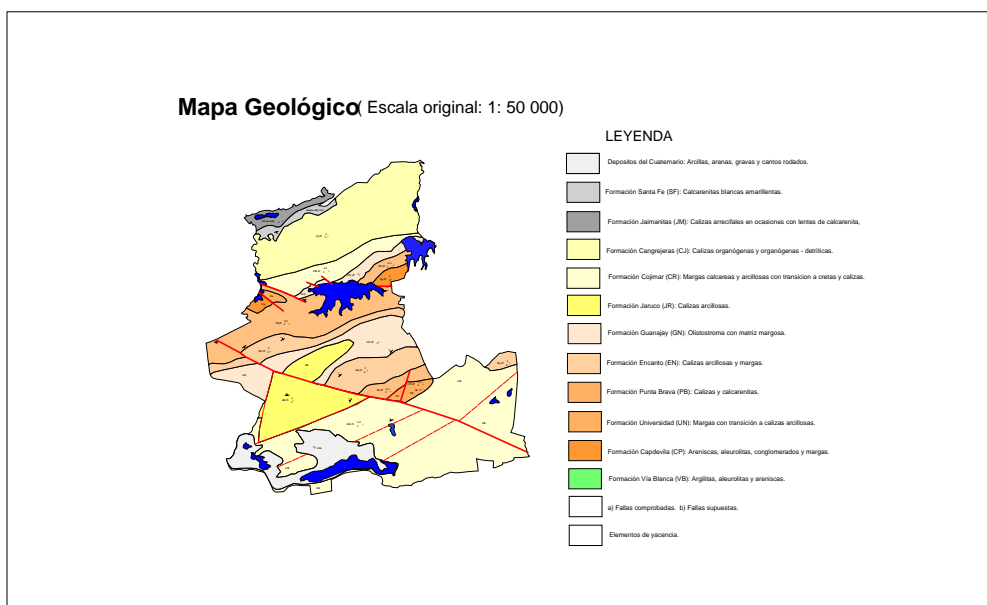 Mapa Geológico( Escala original: 1: 50 000)
LEYENDA
Depositos del Cuaternario: Arcillas, arenas, gravas y cantos rodados.
Formación Santa Fe (SF): Calcarenitas blancas amarillentas.
Formación Jaimanitas (JM): Calizas arrecifales en ocasiones con lentes de calcarenita,
Formación Cangrejeras (CJ): Calizas organógenas y organógenas - detríticas.
Formación Cojimar (CR): Margas calcareas y arcillosas con transicion a cretas y calizas.
Formación Jaruco (JR): Calizas arcillosas.
Formación Guanajay (GN): Olistostroma con matriz margosa.
Formación Encanto (EN): Calizas arcillosas y margas.
Formación Punta Brava (PB): Calizas y calcarenitas.
Formación Universidad (UN): Margas con transición a calizas arcillosas.
Formación Capdevila (CP): Areniscas, aleurolitas, conglomerados y margas.
Formación Vía Blanca (VB): Argilitas, aleurolitas y areniscas.
a) Fallas comprobadas. b) Fallas supuestas.
Elementos de yacencia.